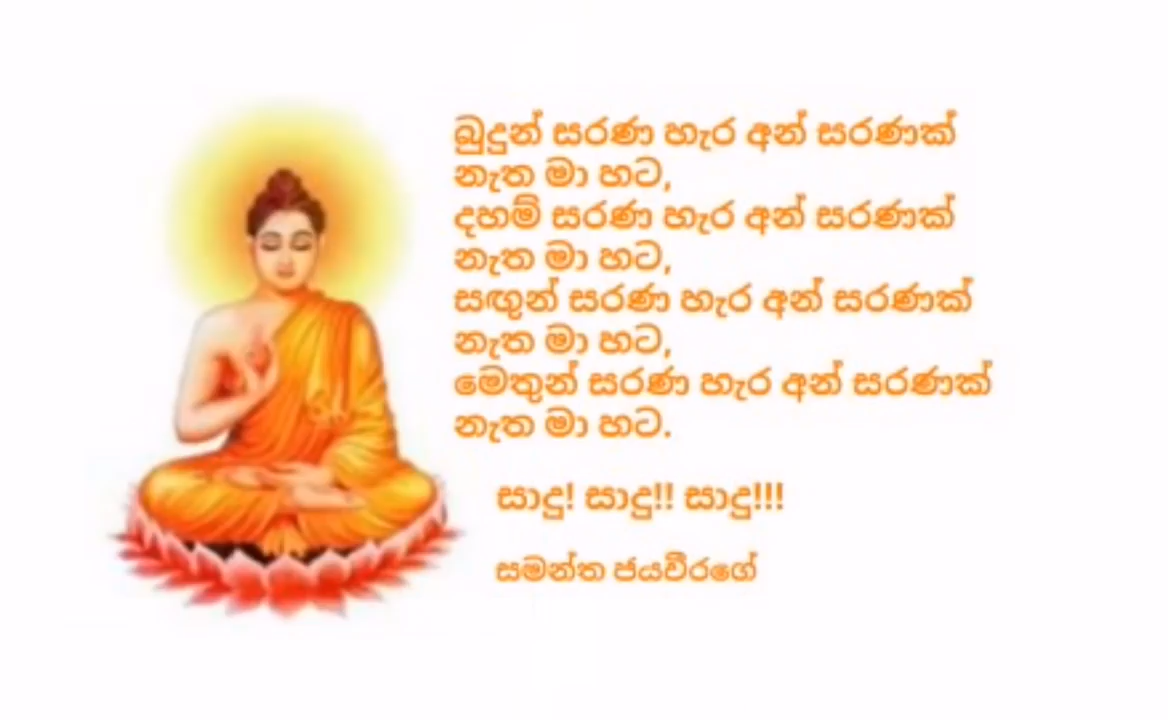 බුදුන් සරණ හැර අන් සරණක්
නැත මා හට,
දහම් සරණ හැර අන් සරණක්
නැත මා හට,
සඟුන් සරණ හැර අන් සරණක්
නැත මා හට,
මෙතුන් සරණ හැර අන් සරණක්
නැත මා හට.
සාදු! සාදු!! සාදු!!!
සමන්ත ජයවීරගේ